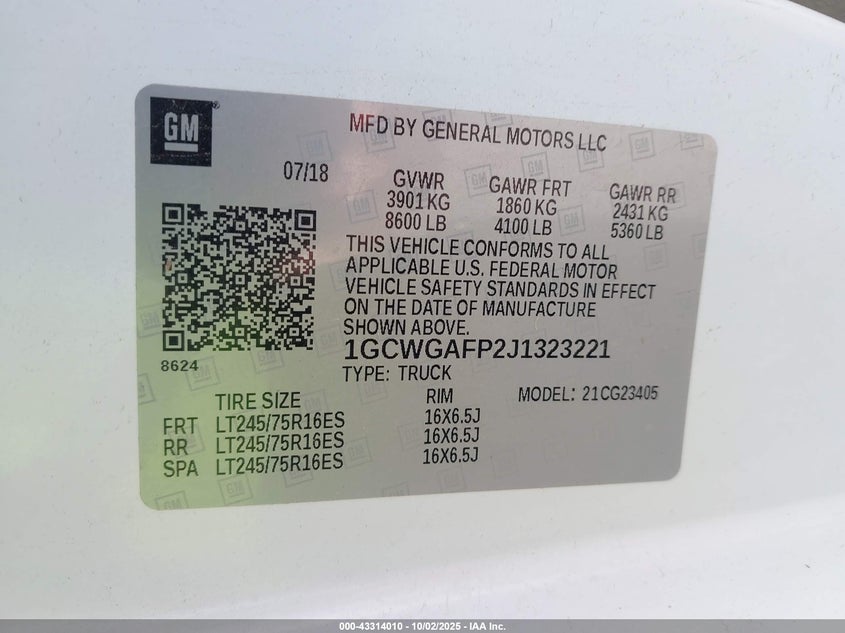 GM
MFD BY GENERAL MOTORS LLC
07/18
GVWR GAWR FRT GAWR RR
3901 KG 1860 KG 2431 KG
8600 LB 4100 LB 5360 LB
THIS VEHICLE CONFORMS TO ALL
APPLICABLE U.S. FEDERAL MOTOR
VEHICLE SAFETY STANDARDS IN EFFECT
ON THE DATE OF MANUFACTURE
SHOWN ABOVE.
1GCWGAFP2J1323221
8624
TYPE: TRUCK
TIRE SIZE RIM MODEL: 21CG23405
FRT LT245/75R16ES 16X6.5J
RR LT245/75R16ES 16X6.5J
SPA LT245/75R16ES 16X6.5J
000-43314010 - 10/02/2025 - IAA Inc.